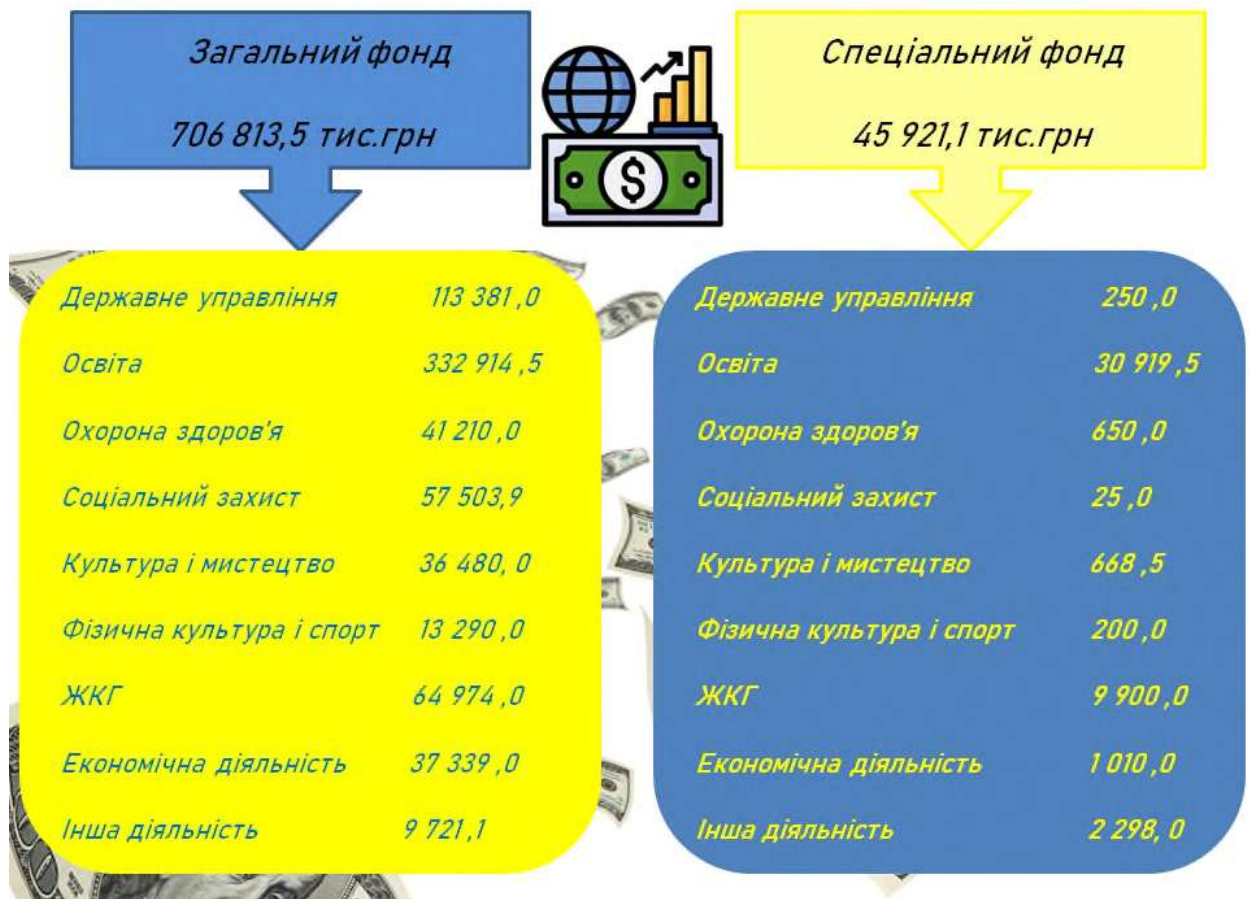 Загальний фонд
706 813,5 тис.грн
Спеціальний фонд
45 921,1 тис.грн
Державне управління 113 381 ,0
Освіта 332 914 ,5
Охорона здоров'я 41 210 ,0
Соціальний захист 57 503,9
Культура і мистецтво 36 480, 0
Фізична культура і спорт 13 290 ,0
ЖКГ 64 974 ,0
Економічна діяльність 37 339 ,0
Інша діяльність 9 721 ,1
Державне управління 250 ,0
Освіта 30 919 ,5
Охорона здоров'я 650 ,0
Соціальний захист 25 ,0
Культура і мистецтво 668 ,5
Фізична культура і спорт 200 ,0
ЖКГ 9 900 ,0
Економічна діяльність 1 010 ,0
Інша діяльність 2 298, 0